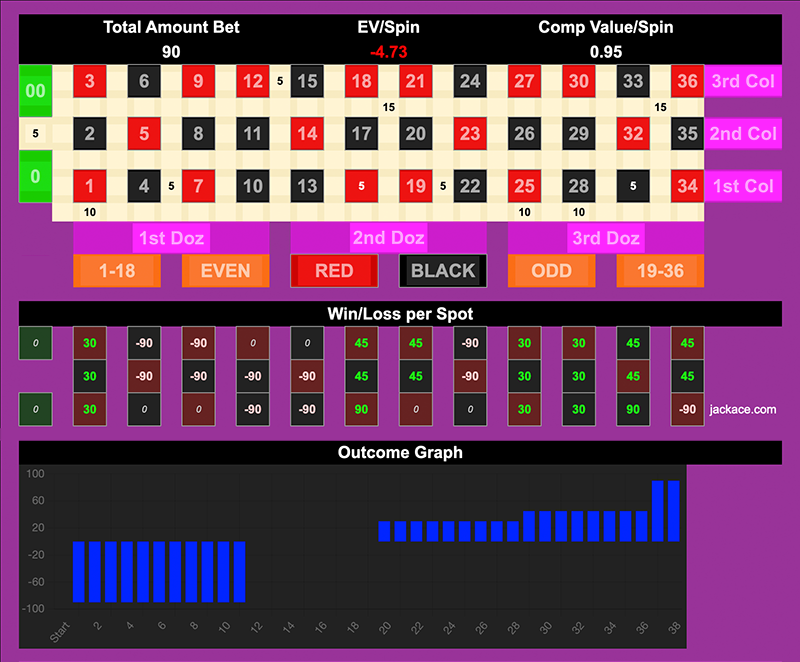 Total Amount Bet EV/Spin Comp Value/Spin
90 -4.73 0.95
00 3 6 9 12 5 15 18 21 24 27 30 33 36 3rd Col
15 15
5 2 5 8 11 14 17 20 23 26 29 32 35 2nd Col
0 1 4 5 7 10 13 5 19 5 22 25 28 5 34 1st Col
10 10 10
1st Doz 2nd Doz 3rd Doz
1-18 EVEN RED BLACK ODD 19-36
Win/Loss per Spot
0 30 -90 -90 0 0 45 45 -90 30 30 45 45
30 -90 -90 -90 -90 45 45 -90 30 30 45 45
0 30 0 0 -90 -90 90 0 0 30 30 90 -90 jackace.com
Outcome Graph
100
60
20
-20
-60
-100
Start 2 4 6 8 10 12 14 16 18 20 22 24 26 28 30 32 34 36 38